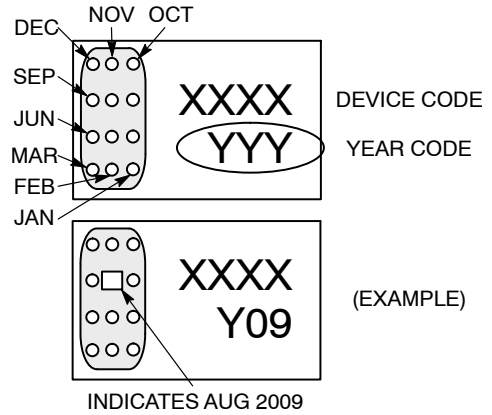 NOV OCT
DEC
SEP
JUN
MAR
FEB
JAN
XXXX DEVICE CODE
YYY YEAR CODE
XXXX
Y09
(EXAMPLE)
INDICATES AUG 2009